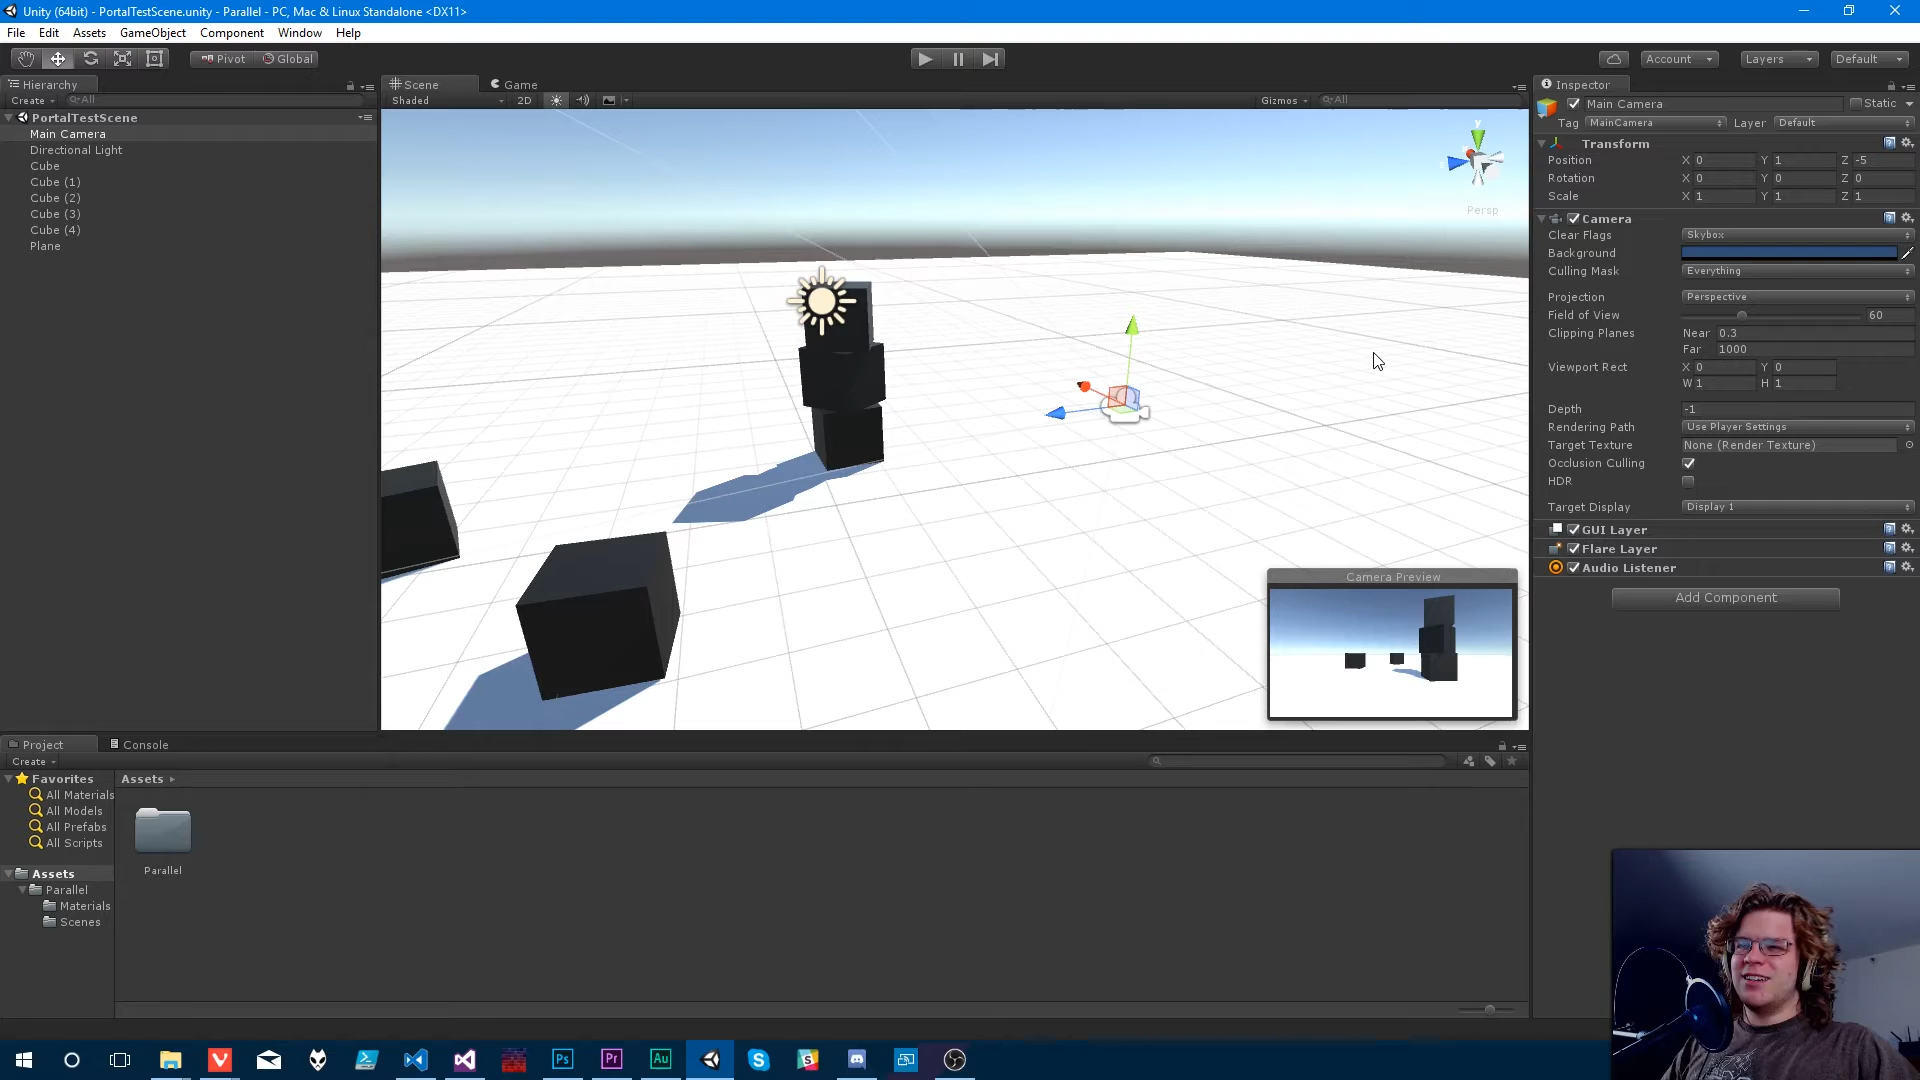 Unity (64bit) - PortalTestScene.unity - Parallel - PC, Mac & Linux Standalone <DX11>
File Edit Assets GameObject Component Window Help
Pivot Global Account Layers Default
Hierarchy
Create All
PortalTestScene
Main Camera
Directional Light
Cube
Cube (1)
Cube (2)
Cube (3)
Cube (4)
Plane
Scene Game
Shaded 2D Gizmos All
y
Persp
Camera Preview
Inspector
Main Camera Static
Tag MainCamera Layer Default
Transform
Position X 0 Y 1 Z -5
Rotation X 0 Y 0 Z 0
Scale X 1 Y 1 Z 1
Camera
Clear Flags Skybox
Background
Culling Mask Everything
Projection Perspective
Field of View 60
Clipping Planes Near 0.3
Far 1000
Viewport Rect X 0 Y 0
W 1 H 1
Depth -1
Rendering Path Use Player Settings
Target Texture None (Render Texture)
Occlusion Culling
HDR
Target Display Display 1
GUI Layer
Flare Layer
Audio Listener
Add Component
Project Console
Create
Favorites
All Materials
All Models
All Prefabs
All Scripts
Assets
Parallel
Materials
Scenes
Assets
Parallel
Ps Pr Au